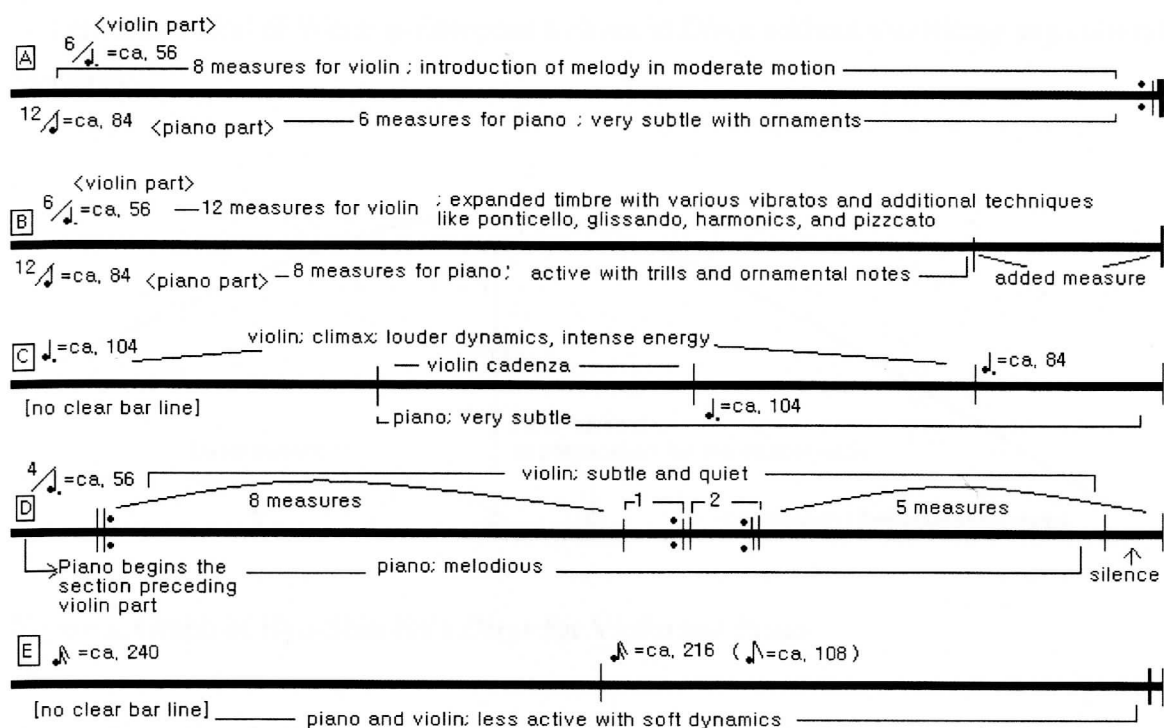 <violin part>
A
6/♩. =ca, 56
8 measures for violin ; introduction of melody in moderate motion
12/♪=ca, 84 <piano part> 6 measures for piano ; very subtle with ornaments
<violin part>
B
6/♩. =ca, 56 12 measures for violin ; expanded timbre with various vibratos and additional techniques
like ponticello, glissando, harmonics, and pizzcato
12/♪=ca, 84 <piano part> 8 measures for piano; active with trills and ornamental notes
added measure
C ♩.=ca, 104 violin; climax; louder dynamics, intense energy
violin cadenza
♩.=ca, 84
[no clear bar line]
piano; very subtle
♩.=ca, 104
4/♩.=ca, 56
violin; subtle and quiet
D
8 measures
1 2
5 measures
Piano begins the
section preceding
violin part
piano; melodious
silence
E ♬=ca, 240 ♬=ca, 216 ( ♪=ca, 108 )
[no clear bar line] piano and violin; less active with soft dynamics